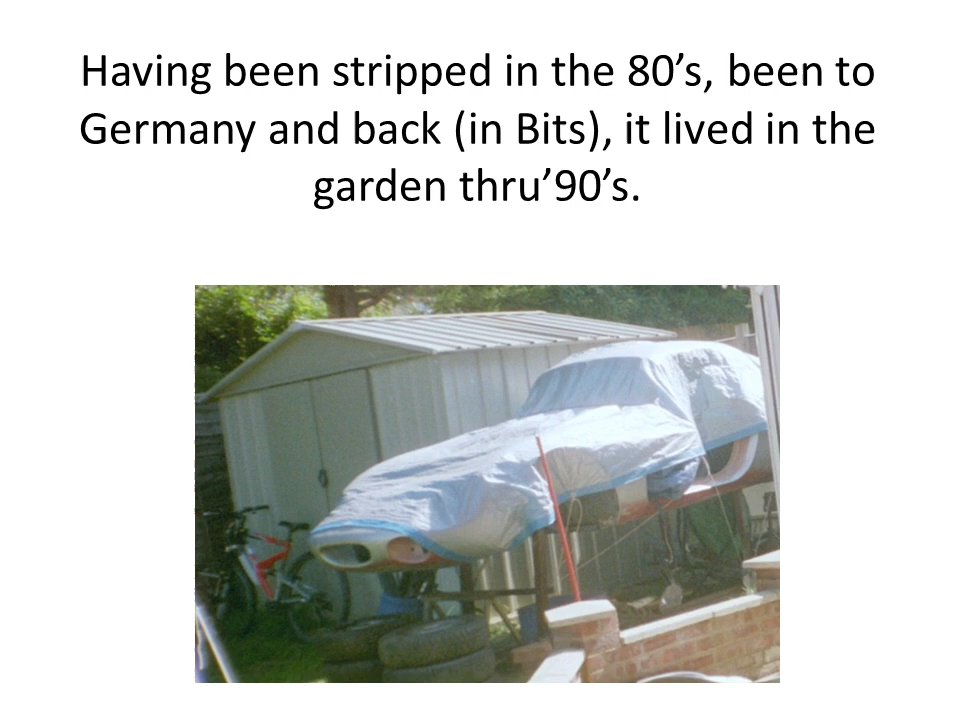 Having been stripped in the 80’s, been to
Germany and back (in Bits), it lived in the
garden thru’90’s.